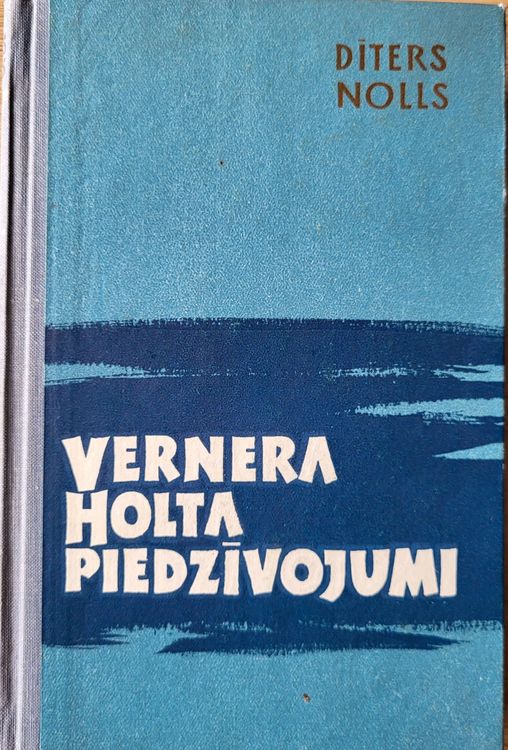 DĪTERS
NOLLS
VERNERA
HOLTA
PIEDZĪVOJUMI